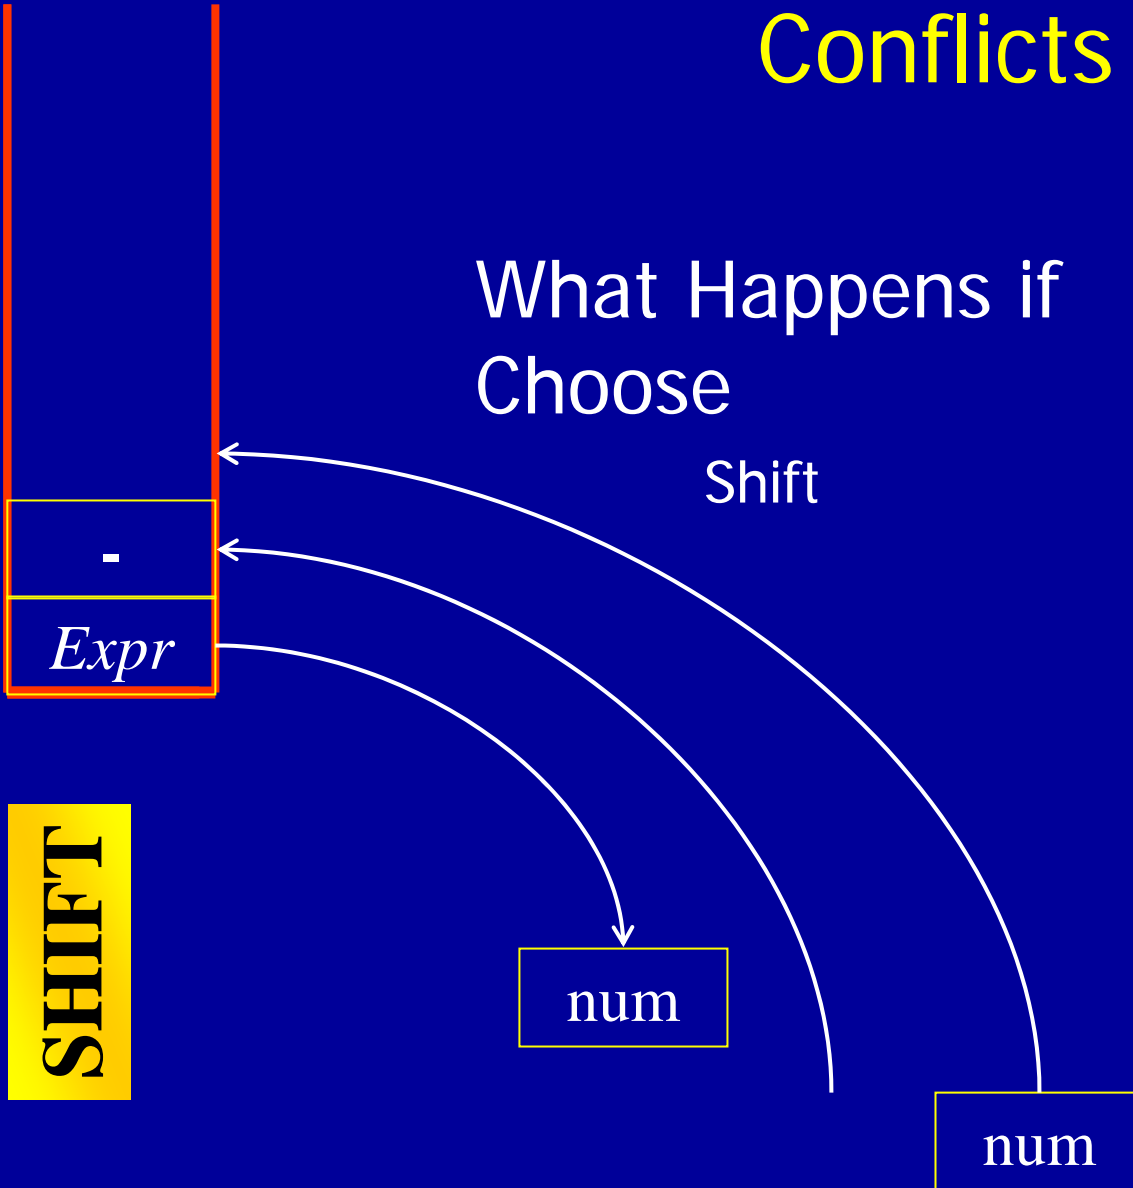 Conflicts
What Happens if
Choose
Shift
-
Expr
SHIFT
num
num